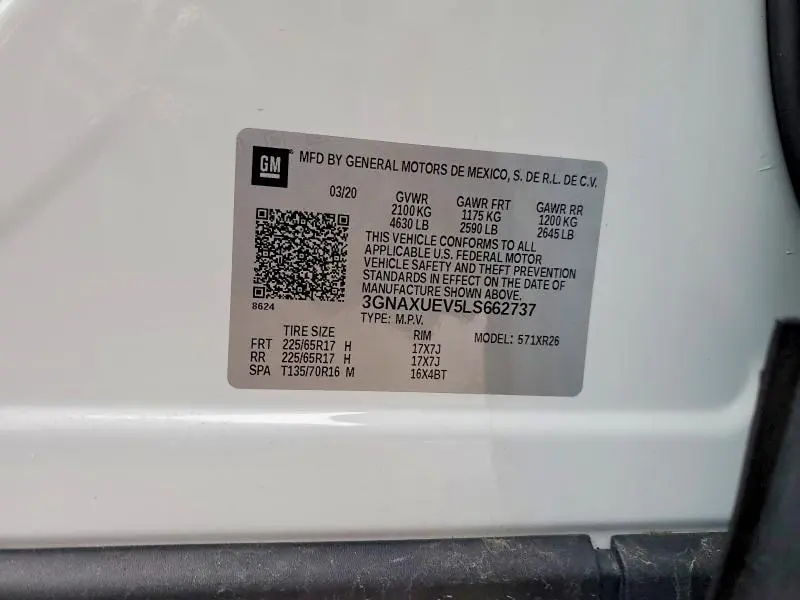 GM MFD BY GENERAL MOTORS DE MEXICO, S. DE R.L. DE C.V.
03/20 GVWR GAWR FRT GAWR RR
2100 KG 1175 KG 1200 KG
4630 LB 2590 LB 2645 LB
THIS VEHICLE CONFORMS TO ALL
APPLICABLE U.S. FEDERAL MOTOR
VEHICLE SAFETY AND THEFT PREVENTION
STANDARDS IN EFFECT ON THE DATE
OF MANUFACTURE SHOWN ABOVE.
8624 3GNAXUEV5LS662737
TYPE: M.P.V.
TIRE SIZE RIM MODEL: 571XR26
FRT 225/65R17 H 17X7J
RR 225/65R17 H 17X7J
SPA T135/70R16 M 16X4BT